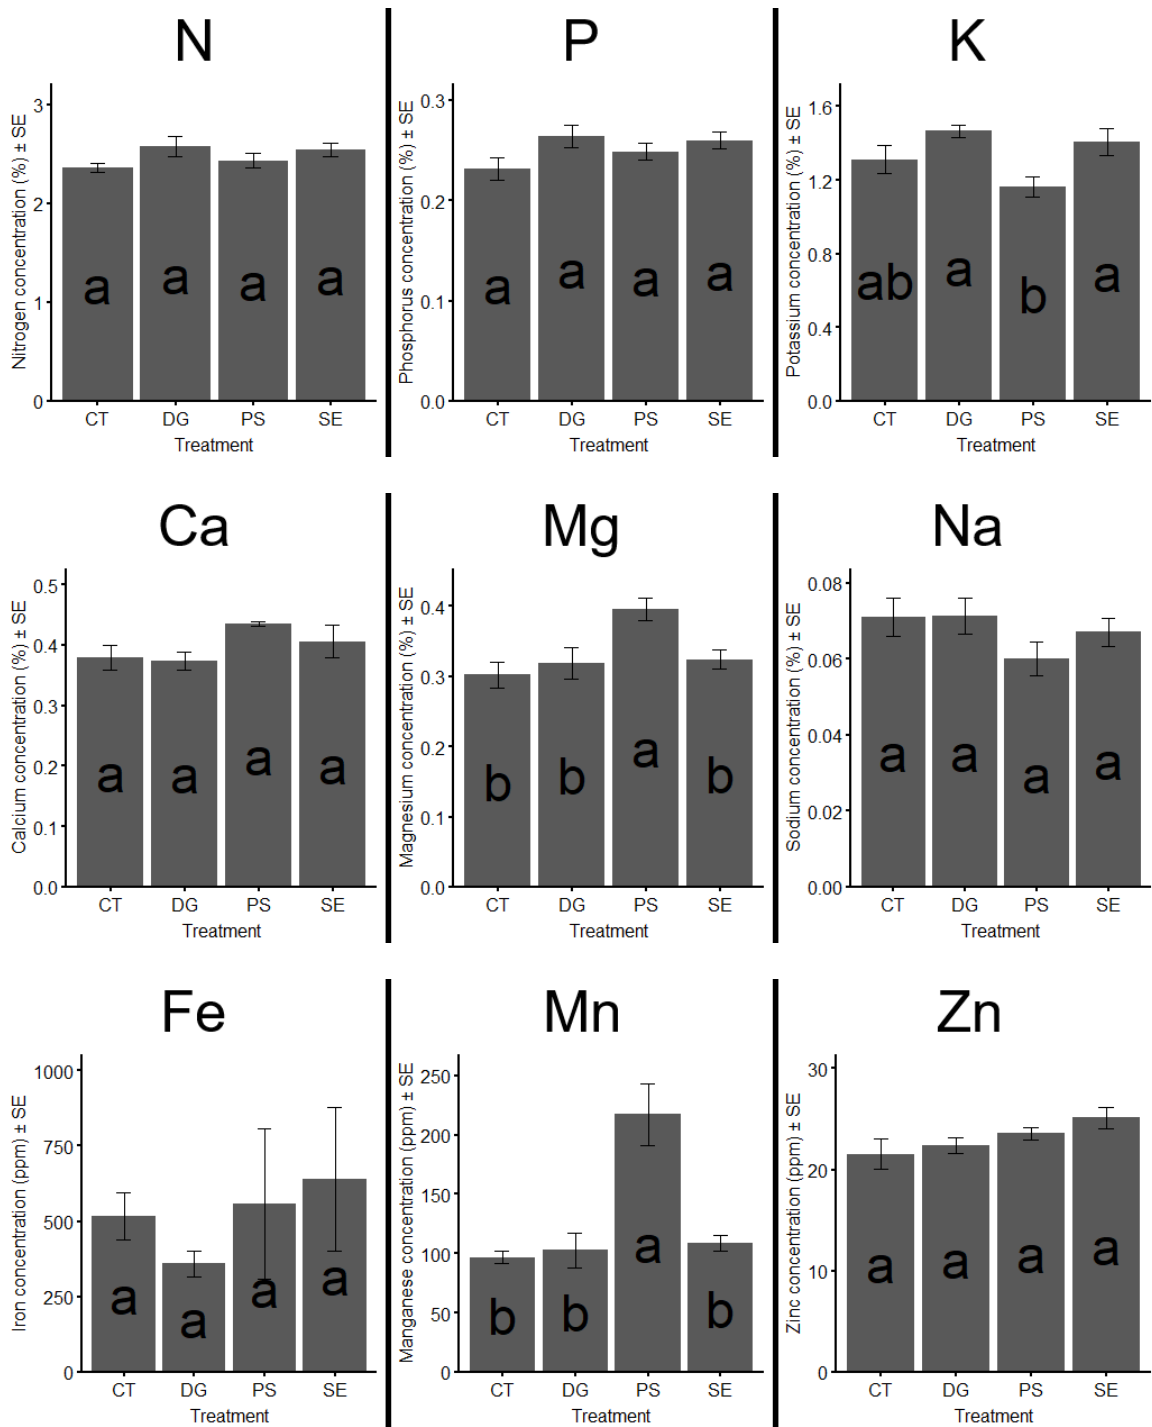 N
Nitrogen concentration (%) ± SE
3
2
1
0
a
a
a
a
CT DG PS SE
Treatment
P
Phosphorus concentration (%) ± SE
0.3
0.2
0.1
0.0
a
a
a
a
CT DG PS SE
Treatment
K
Potassium concentration (%) ± SE
1.6
1.2
0.8
0.4
0.0
ab
a
b
a
CT DG PS SE
Treatment
Ca
Calcium concentration (%) ± SE
0.5
0.4
0.3
0.2
0.1
0.0
a
a
a
a
CT DG PS SE
Treatment
Mg
Magnesium concentration (%) ± SE
0.4
0.3
0.2
0.1
0.0
b
b
a
b
CT DG PS SE
Treatment
Na
Sodium concentration (%) ± SE
0.08
0.06
0.04
0.02
0.00
a
a
a
a
CT DG PS SE
Treatment
Fe
Iron concentration (ppm) ± SE
1000
750
500
250
0
a
a
a
a
CT DG PS SE
Treatment
Mn
Manganese concentration (ppm) ± SE
250
200
150
100
50
0
b
b
a
b
CT DG PS SE
Treatment
Zn
Zinc concentration (ppm) ± SE
30
20
10
0
a
a
a
a
CT DG PS SE
Treatment